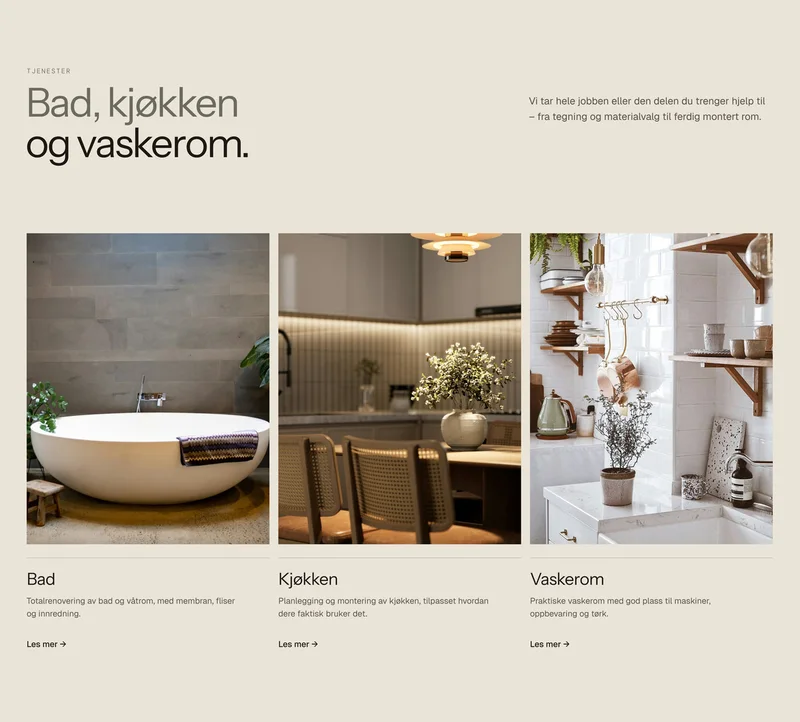 TJENESTER
Bad, kjøkken
og vaskerom.
Vi tar hele jobben eller den delen du trenger hjelp til
– fra tegning og materialvalg til ferdig montert rom.
Bad
Totalrenovering av bad og våtrom, med membran, fliser
og innredning.
Les mer →
Kjøkken
Planlegging og montering av kjøkken, tilpasset hvordan
dere faktisk bruker det.
Les mer →
Vaskerom
Praktiske vaskerom med god plass til maskiner,
oppbevaring og tørk.
Les mer →